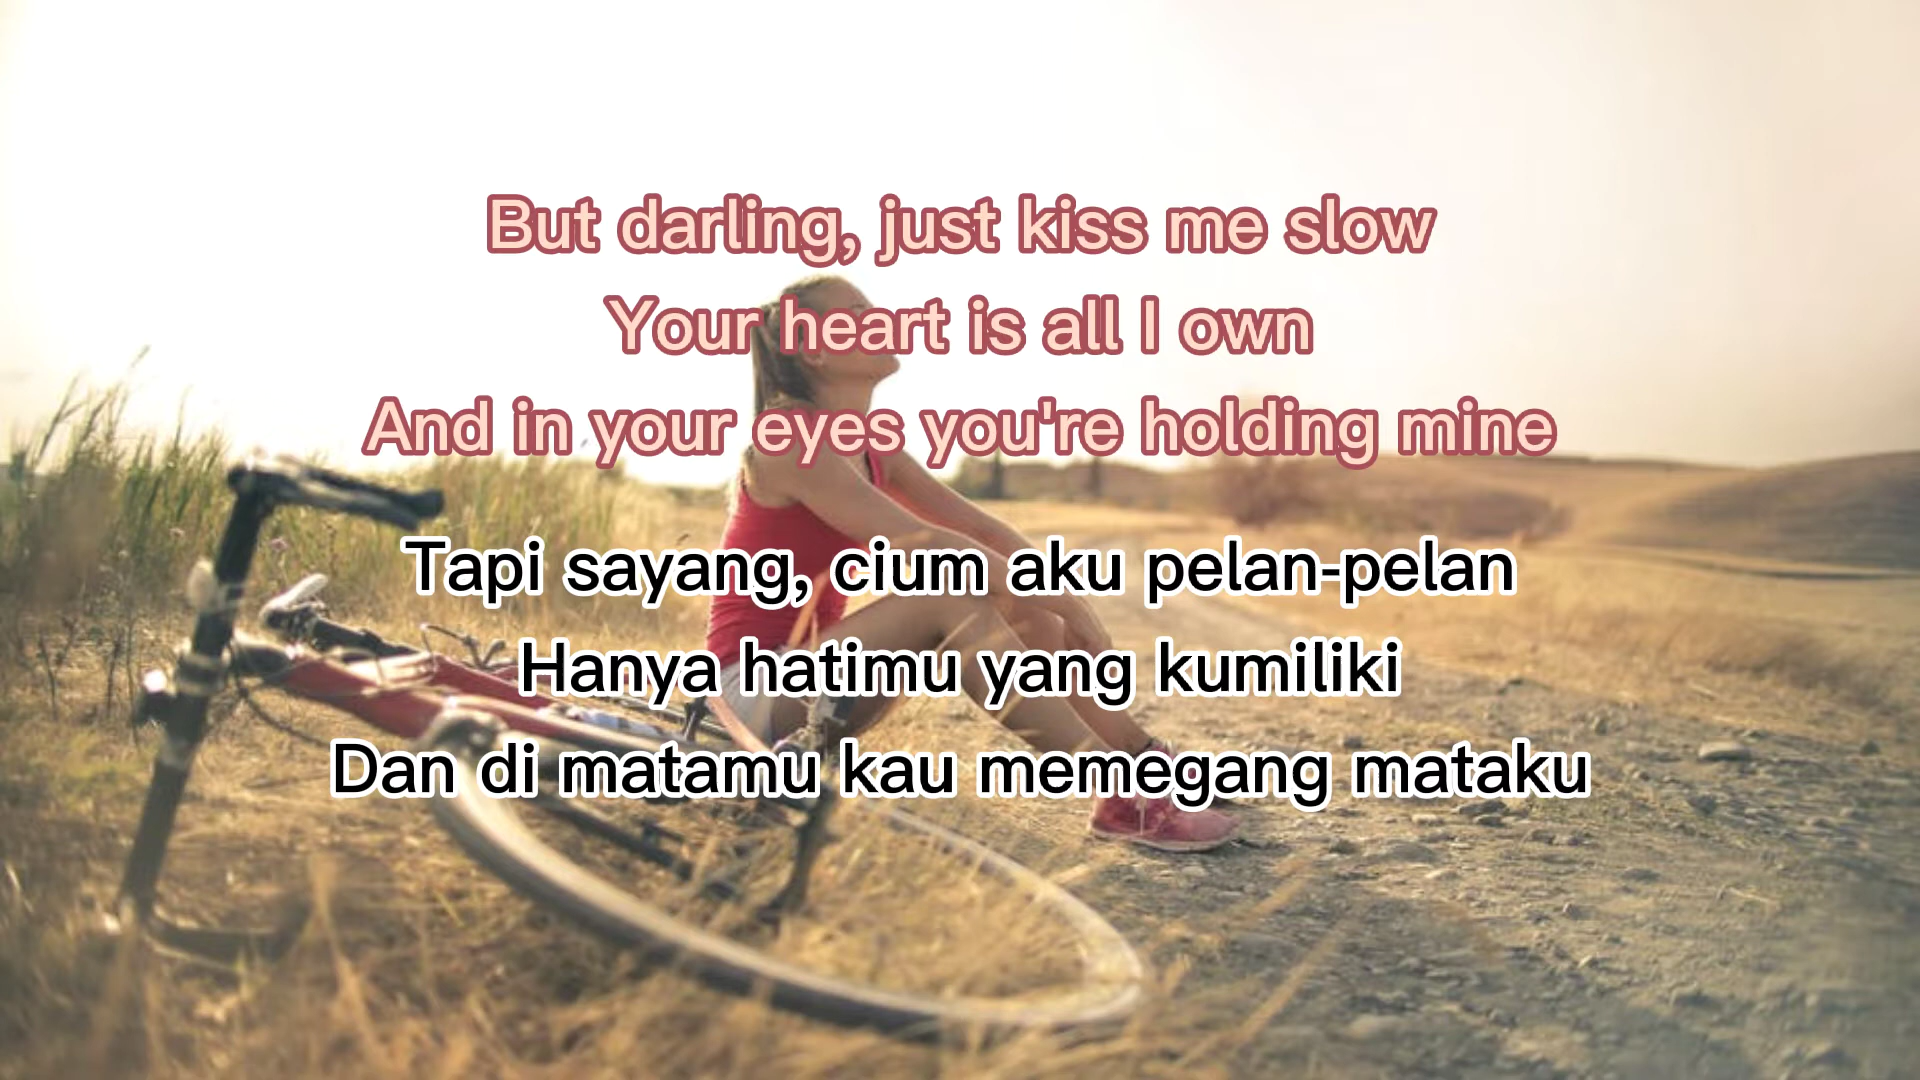 But darling, just kiss me slow
Your heart is all I own
And in your eyes you're holding mine
Tapi sayang, cium aku pelan-pelan
Hanya hatimu yang kumiliki
Dan di matamu kau memegang mataku